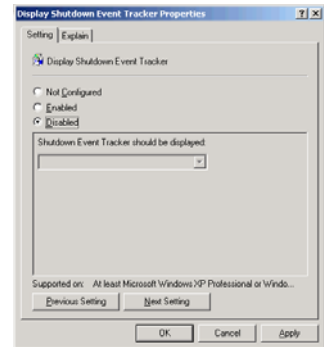 Display Shutdown Event Tracker Properties
Setting Explain
Display Shutdown Event Tracker
Not Configured
Enabled
Disabled
Shutdown Event Tracker should be displayed:
Supported on: At least Microsoft Windows XP Professional or Windo...
Previous Setting Next Setting
OK Cancel Apply